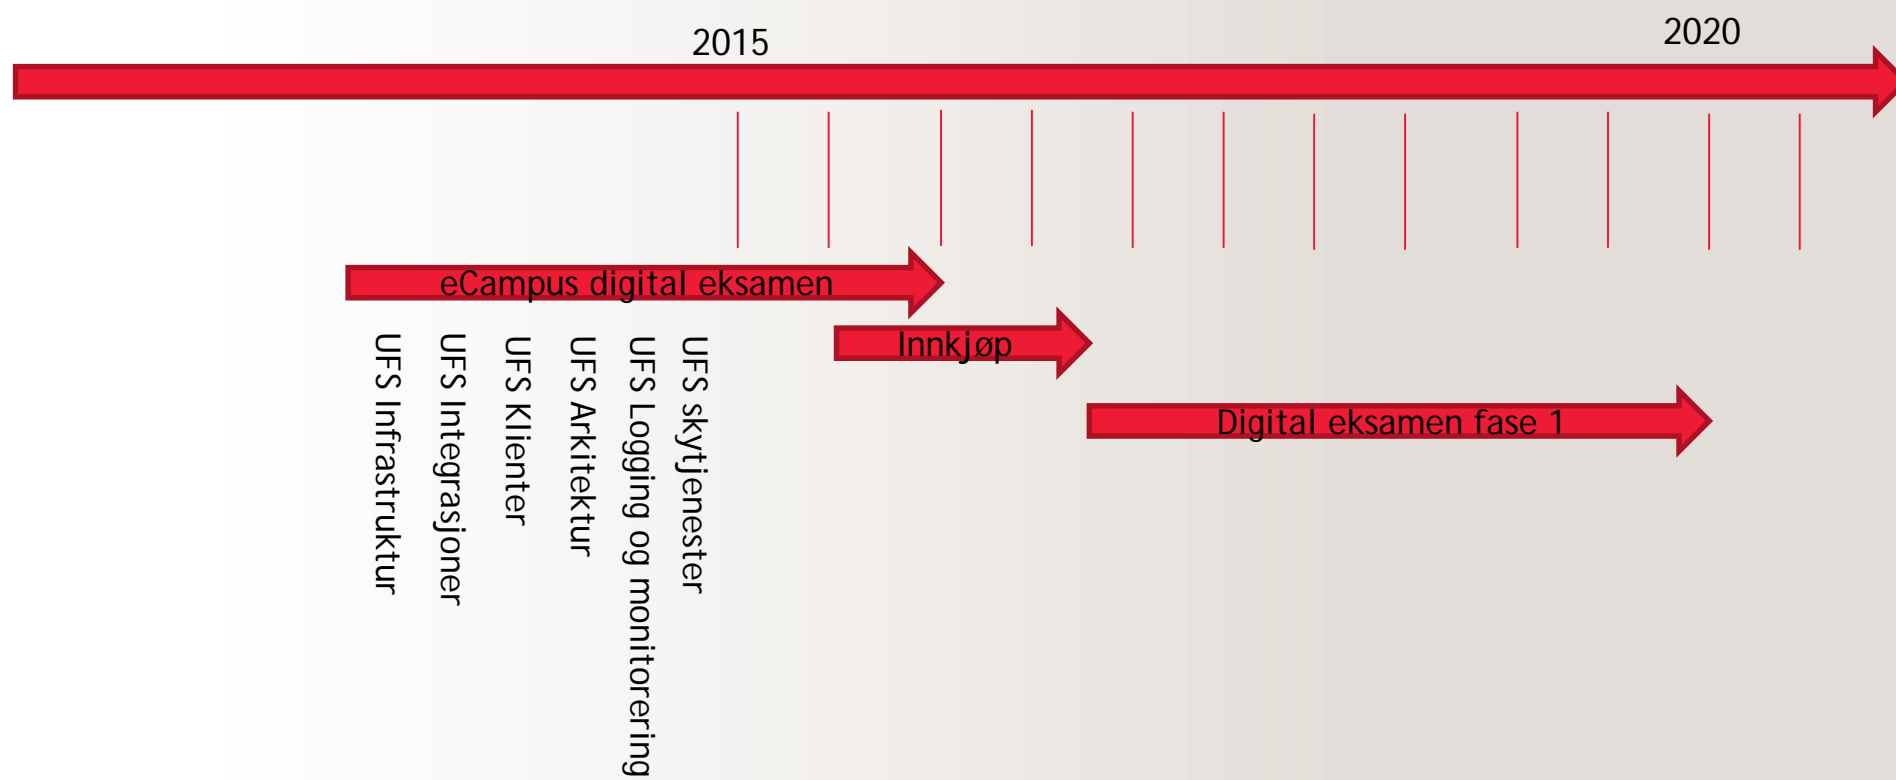 2015
2020
eCampus digital eksamen
Innkjøp
Digital eksamen fase 1
UFS Infrastruktur
UFS Integrasjoner
UFS Klienter
UFS Arkitektur
UFS Logging og monitorering
UFS skytjenester